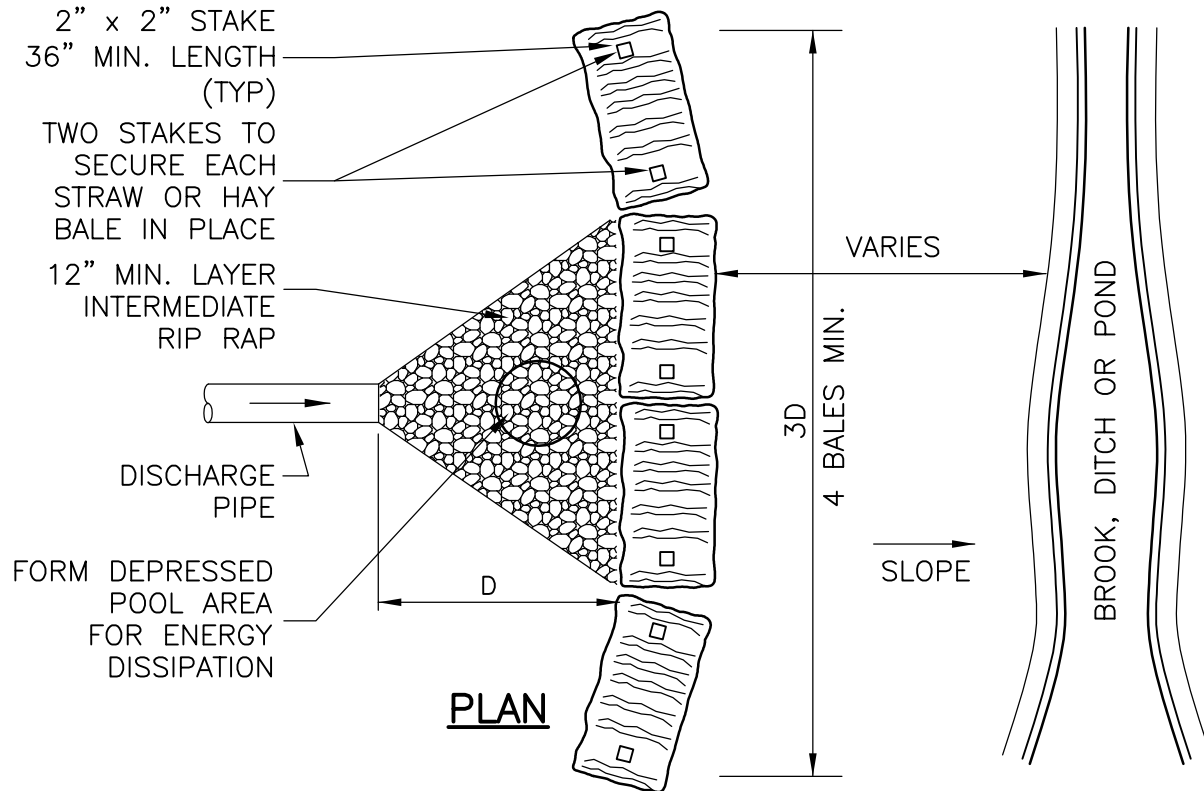 2” x 2” STAKE
36” MIN. LENGTH
(TYP)
TWO STAKES TO
SECURE EACH
STRAW OR HAY
BALE IN PLACE
12” MIN. LAYER
INTERMEDIATE
RIP RAP
DISCHARGE
PIPE
FORM DEPRESSED
POOL AREA
FOR ENERGY
DISSIPATION
D
PLAN
3D
4 BALES MIN.
VARIES
SLOPE
BROOK, DITCH OR POND